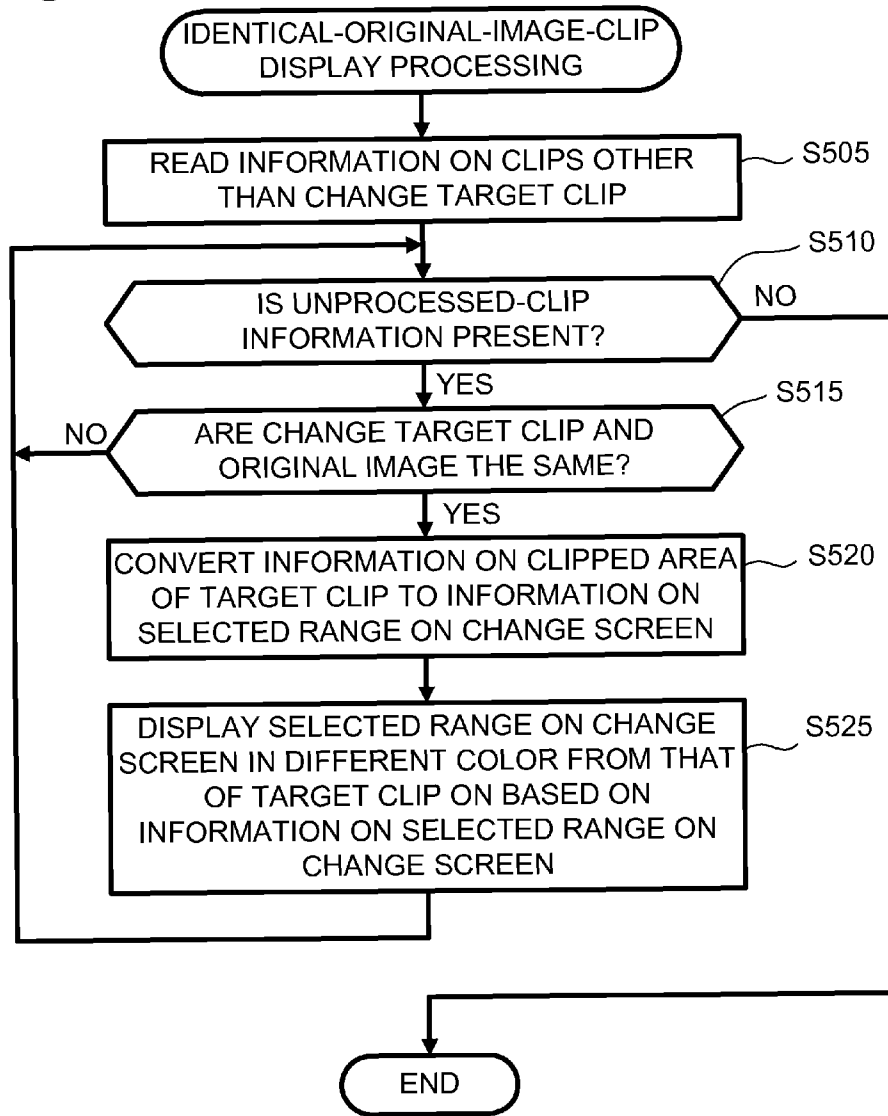 IDENTICAL-ORIGINAL-IMAGE-CLIP
DISPLAY PROCESSING
READ INFORMATION ON CLIPS OTHER
THAN CHANGE TARGET CLIP
S505
S510
IS UNPROCESSED-CLIP
INFORMATION PRESENT?
NO
YES
S515
NO
ARE CHANGE TARGET CLIP AND
ORIGINAL IMAGE THE SAME?
YES
CONVERT INFORMATION ON CLIPPED AREA
OF TARGET CLIP TO INFORMATION ON
SELECTED RANGE ON CHANGE SCREEN
S520
DISPLAY SELECTED RANGE ON CHANGE
SCREEN IN DIFFERENT COLOR FROM THAT
OF TARGET CLIP ON BASED ON
INFORMATION ON SELECTED RANGE ON
CHANGE SCREEN
S525
END